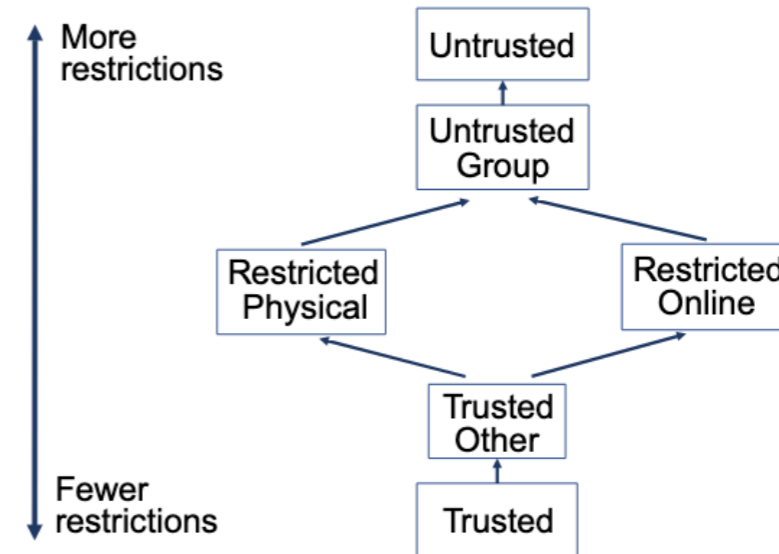 More
restrictions
Untrusted
Untrusted
Group
Restricted
Physical
Restricted
Online
Trusted
Other
Fewer
restrictions
Trusted